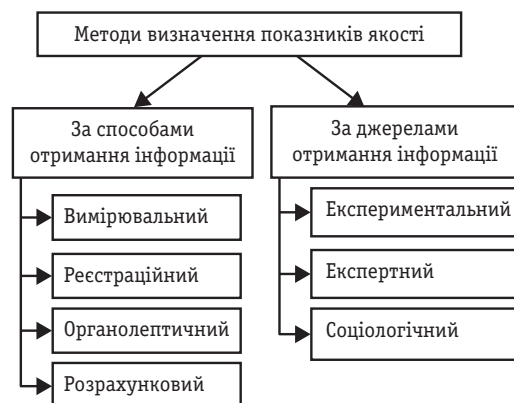 Методи визначення показників якості
За способами
отримання інформації
Вимірювальний
Реєстраційний
Органолептичний
Розрахунковий
За джерелами
отримання інформації
Експериментальний
Експертний
Соціологічний